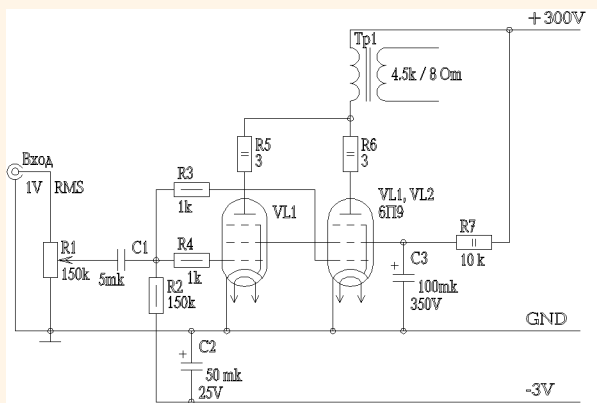 +300V
Tp1
4.5k / 8 Om
R5
3
R6
3
Вход
1V RMS
R3
1k
VL1
VL1, VL2
6П9
R1
150k
C1
5mk
R4
1k
R7
10 k
R2
150k
C3
+
100mk
350V
GND
C2
+
50 mk
25V
-3V